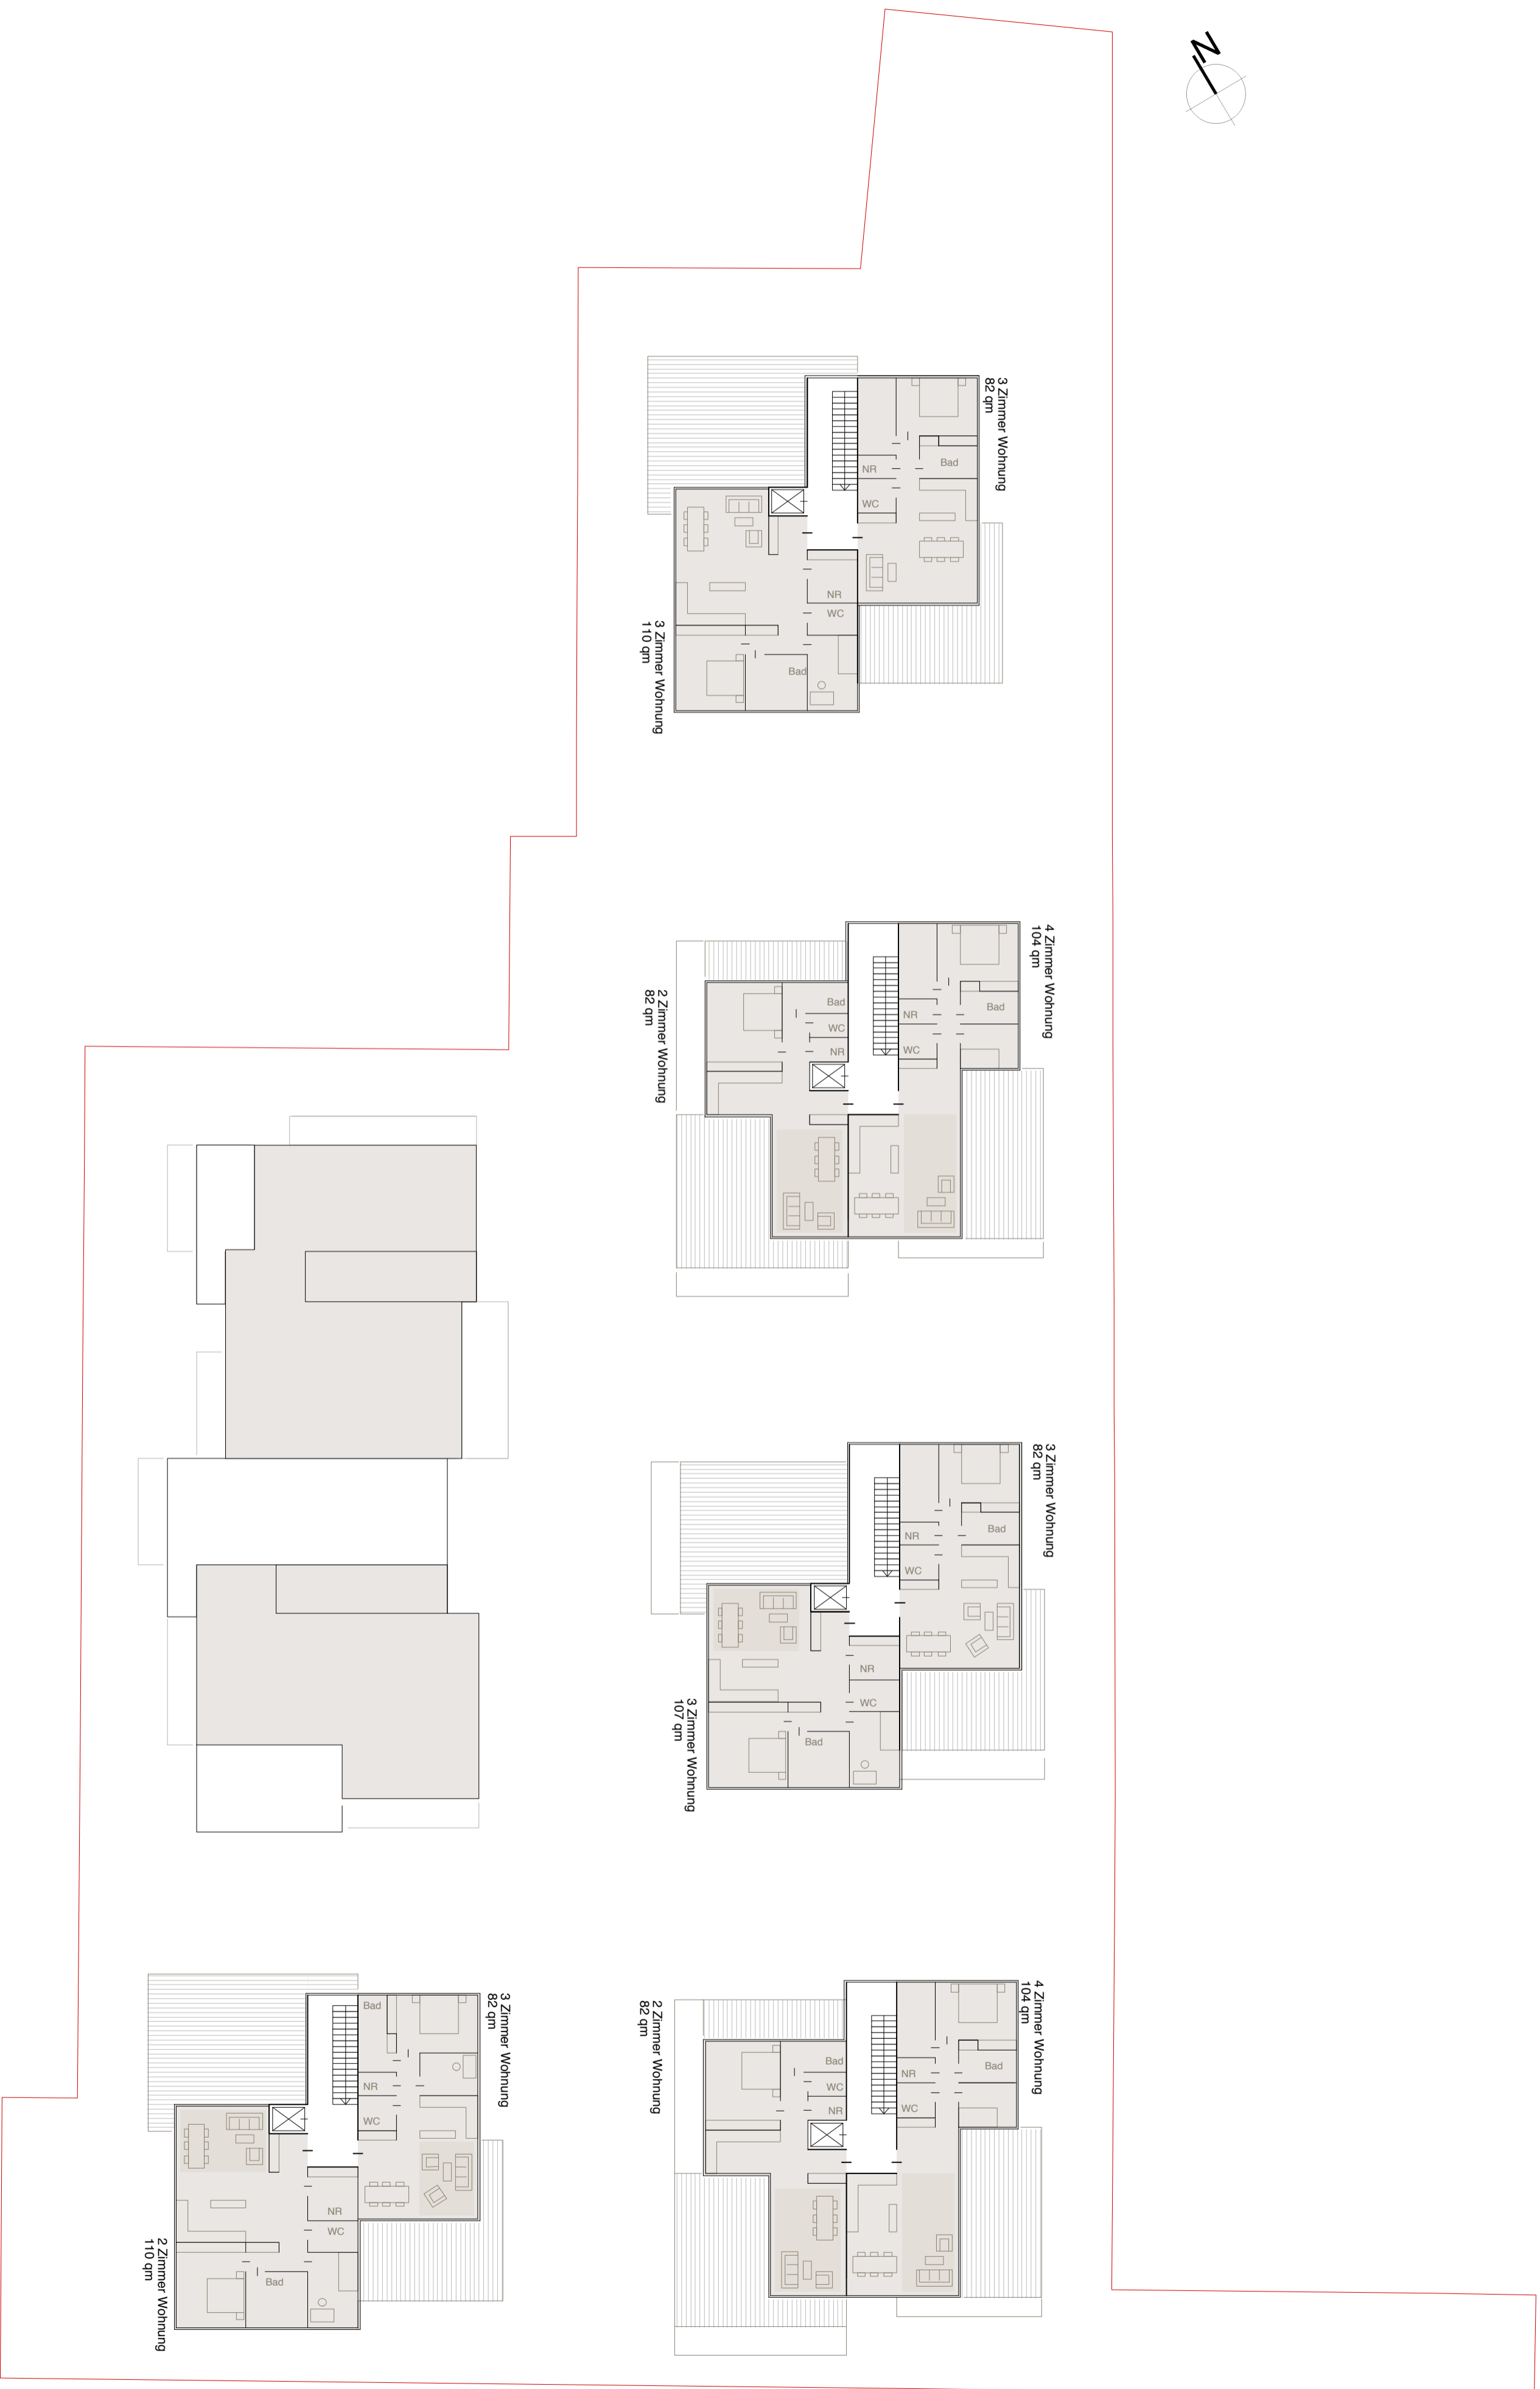 N
3 Zimmer Wohnung
82 qm
Bad
NR
WC
NR
WC
Bad
3 Zimmer Wohnung
110 qm
4 Zimmer Wohnung
104 qm
Bad
NR
WC
2 Zimmer Wohnung
82 qm
Bad
WC
NR
3 Zimmer Wohnung
82 qm
Bad
NR
WC
NR
WC
Bad
3 Zimmer Wohnung
107 qm
3 Zimmer Wohnung
82 qm
Bad
NR
WC
NR
WC
Bad
2 Zimmer Wohnung
110 qm
4 Zimmer Wohnung
104 qm
Bad
NR
WC
2 Zimmer Wohnung
82 qm
Bad
WC
NR